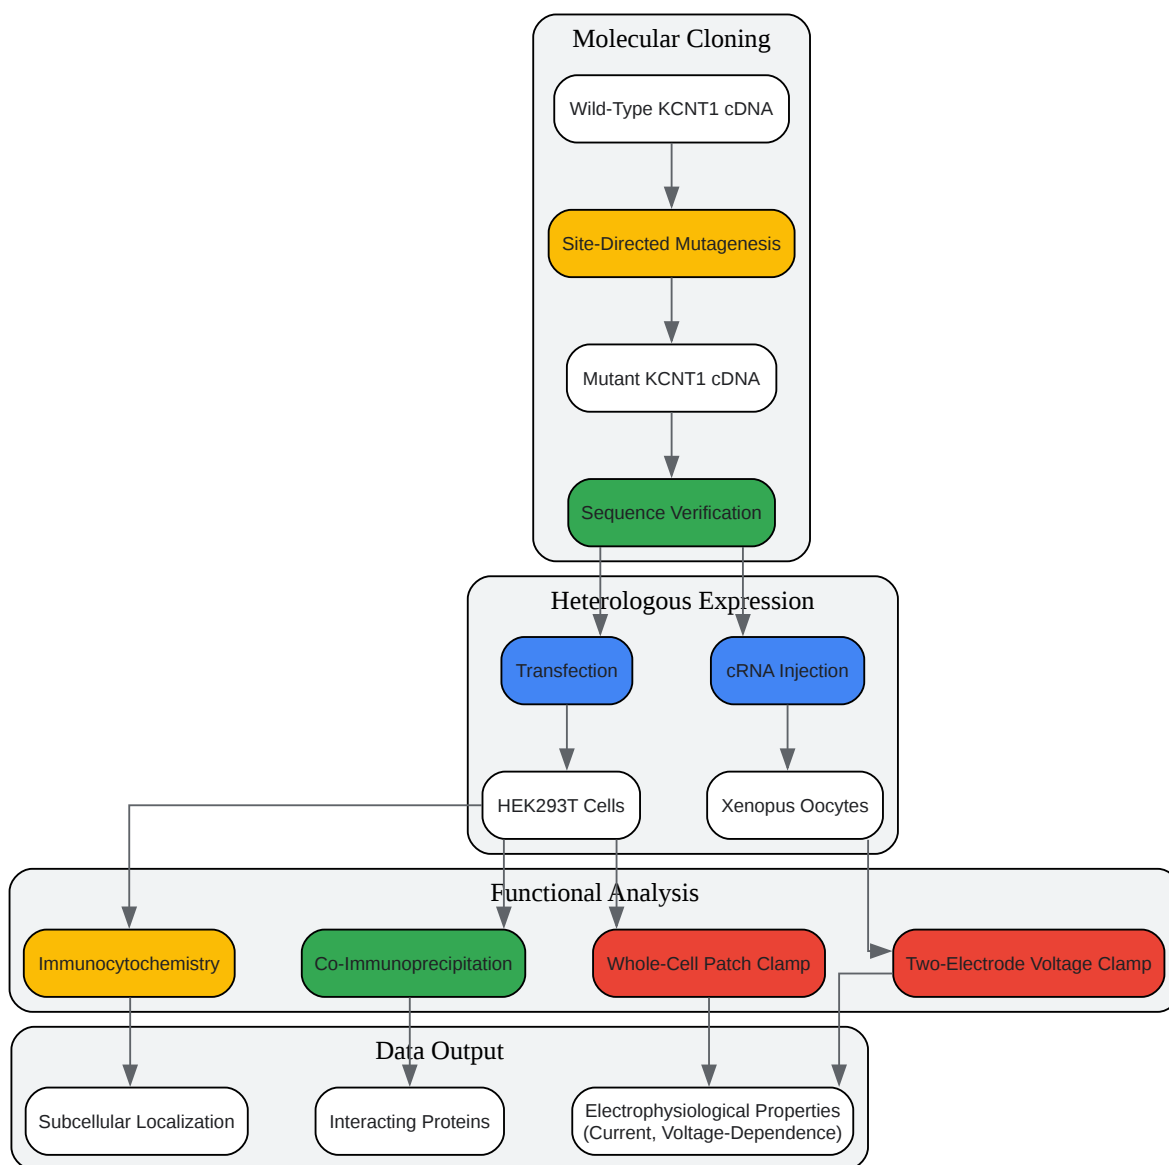 Molecular Cloning
Wild-Type KCNT1 cDNA
Site-Directed Mutagenesis
Mutant KCNT1 cDNA
Sequence Verification
Heterologous Expression
Transfection
cRNA Injection
HEK293T Cells
Xenopus Oocytes
Functional Analysis
Immunocytochemistry
Co-Immunoprecipitation
Whole-Cell Patch Clamp
Two-Electrode Voltage Clamp
Data Output
Subcellular Localization
Interacting Proteins
Electrophysiological Properties
(Current, Voltage-Dependence)